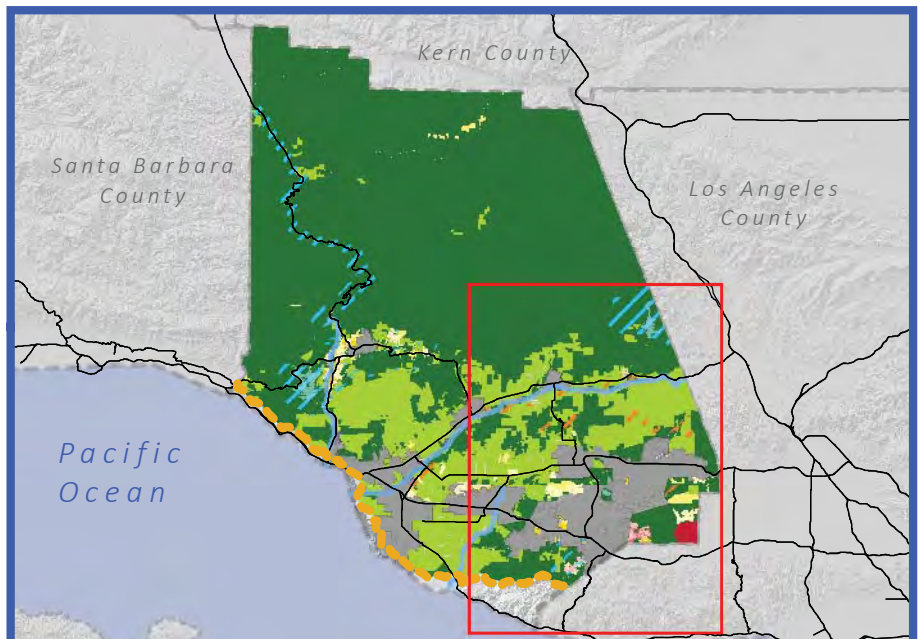 Kern County
Santa Barbara
County
Los Angeles
County
Pacific
Ocean